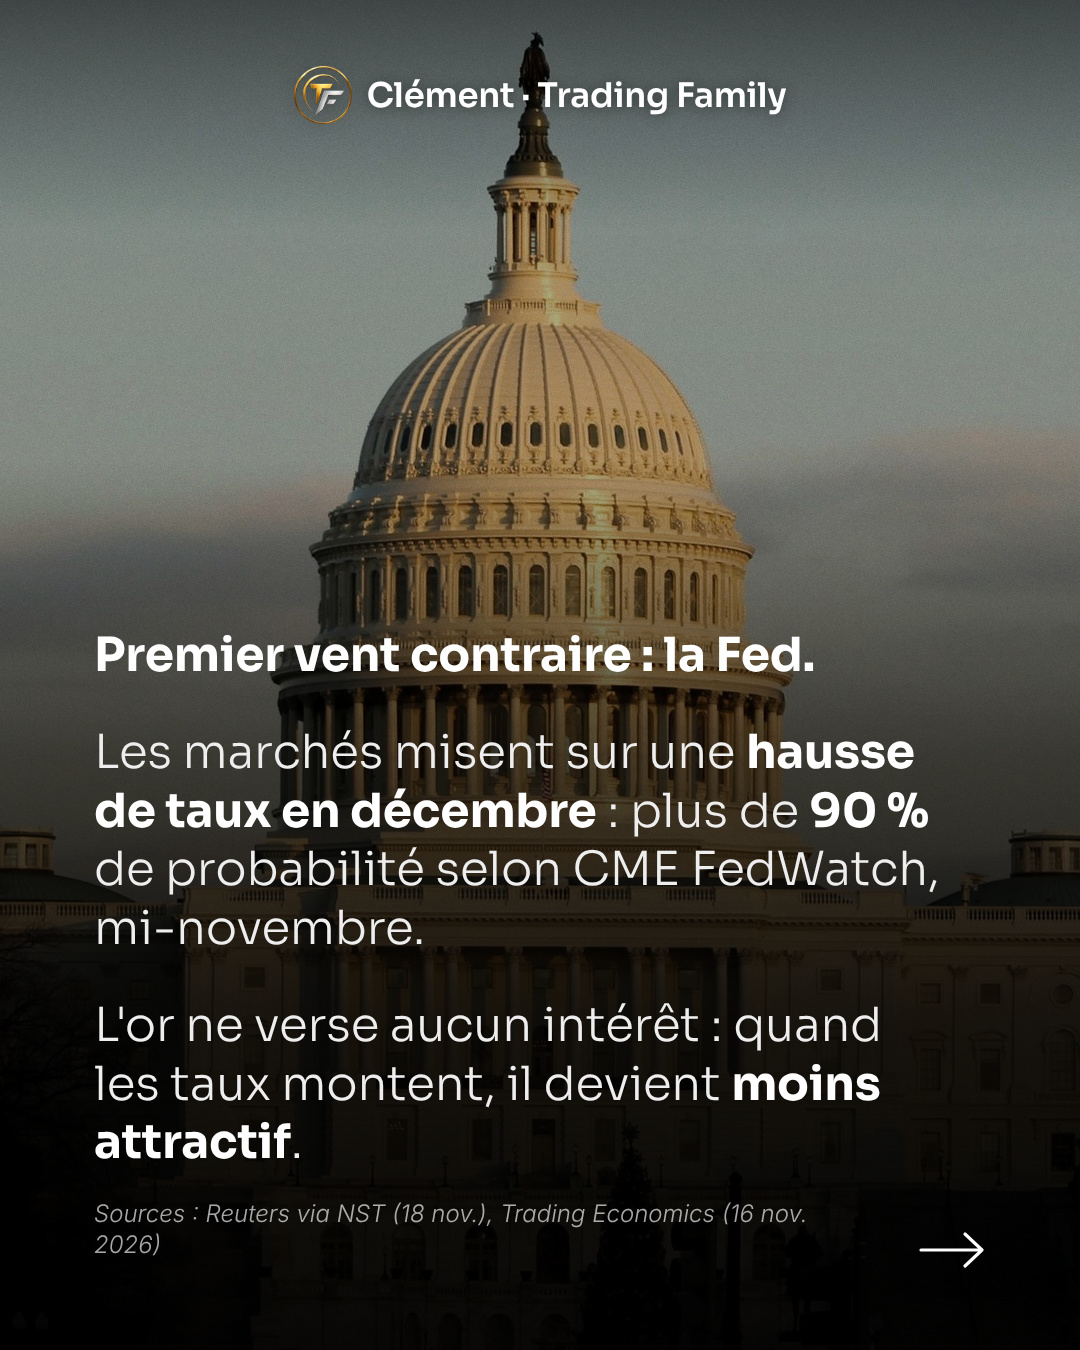 TF Clément · Trading Family
Premier vent contraire : la Fed.
Les marchés misent sur une hausse
de taux en décembre : plus de 90 %
de probabilité selon CME FedWatch,
mi-novembre.
L'or ne verse aucun intérêt : quand
les taux montent, il devient moins
attractif.
Sources : Reuters via NST (18 nov.), Trading Economics (16 nov.
2026)